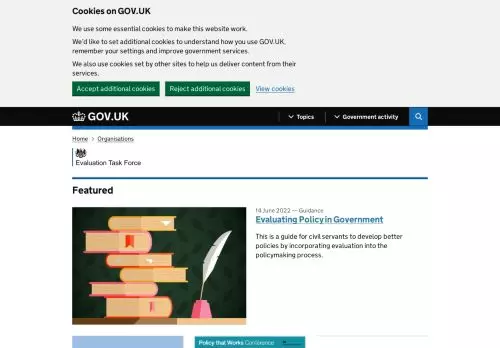 Cookies on GOV.UK
We use some essential cookies to make this website work.
We'd like to set additional cookies to understand how you use GOV.UK,
remember your settings and improve government services.
We also use cookies set by other sites to help us deliver content from their
services.
Accept additional cookies Reject additional cookies View cookies
GOV.UK Topics Government activity
Home > Organisations
Evaluation Task Force
Featured
14 June 2022 — Guidance
Evaluating Policy in Government
This is a guide for civil servants to develop better
policies by incorporating evaluation into the
policymaking process.
Policy that Works Conference